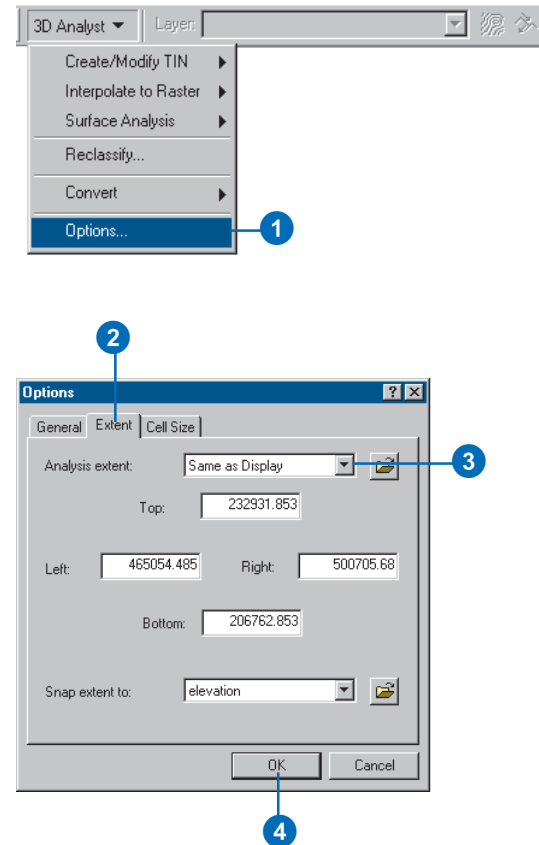 3D Analyst Layer:
Create/Modify TIN
Interpolate to Raster
Surface Analysis
Reclassify...
Convert
Options...
1
2
Options ?
General Extent Cell Size
Analysis extent: Same as Display
3
Top: 232931.853
Left: 465054.485 Right: 500705.68
Bottom: 206762.853
Snap extent to: elevation
OK Cancel
4